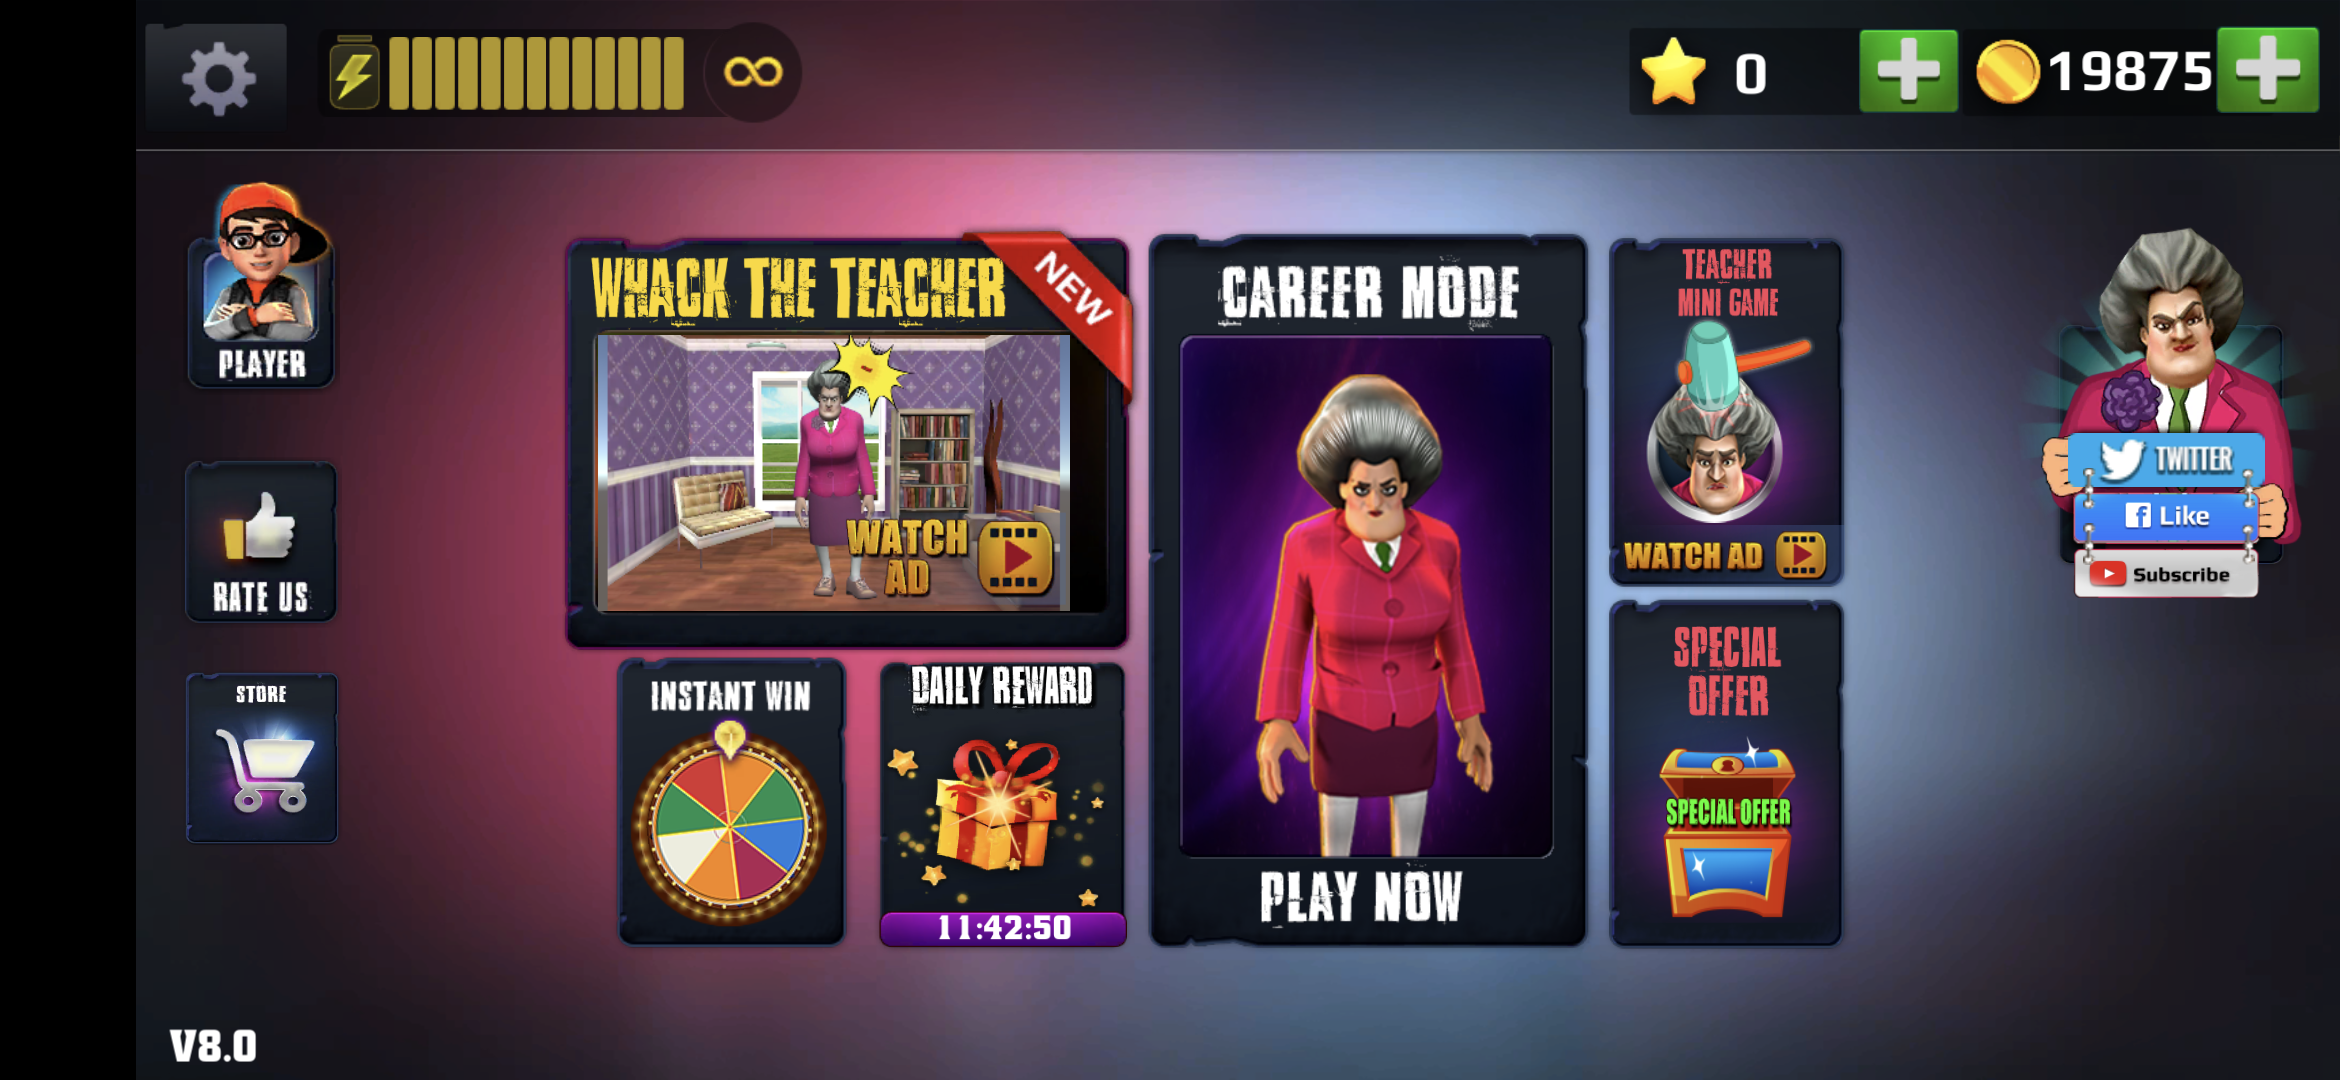 0
19875
PLAYER
RATE US
STORE
WHACK THE TEACHER
NEW
WATCH
AD
INSTANT WIN
DAILY REWARD
11:42:50
CAREER MODE
PLAY NOW
TEACHER
MINI GAME
WATCH AD
SPECIAL
OFFER
SPECIAL OFFER
TWITTER
Like
Subscribe
V8.0